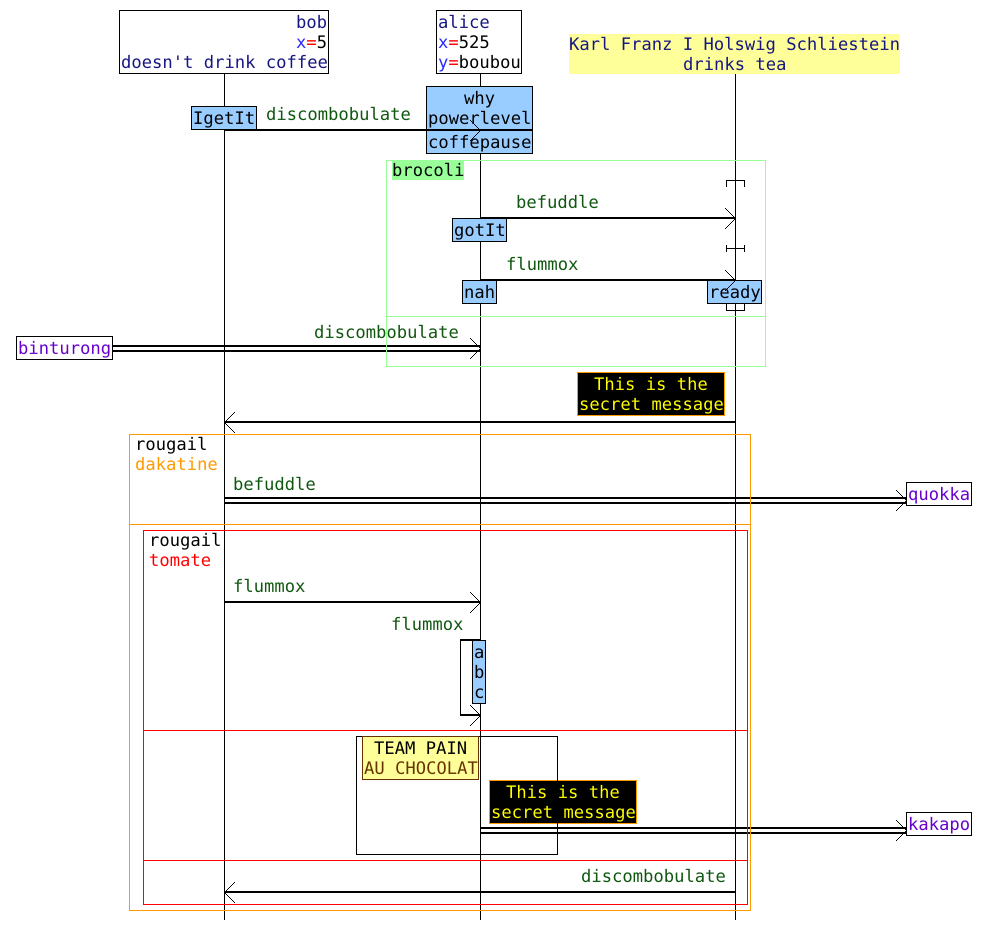 bob
x=5
doesn't drink coffee
alice
x=525
y=boubou
Karl Franz I Holswig Schliestein
drinks tea
IgetIt
discombobulate
why
powerlevel
coffepause
brocoli
befuddle
gotIt
flummox
nah
ready
discombobulate
binturong
This is the
secret message
rougail
dakatine
befuddle
quokka
rougail
tomate
flummox
flummox
a
b
c
TEAM PAIN
AU CHOCOLAT
This is the
secret message
kakapo
discombobulate